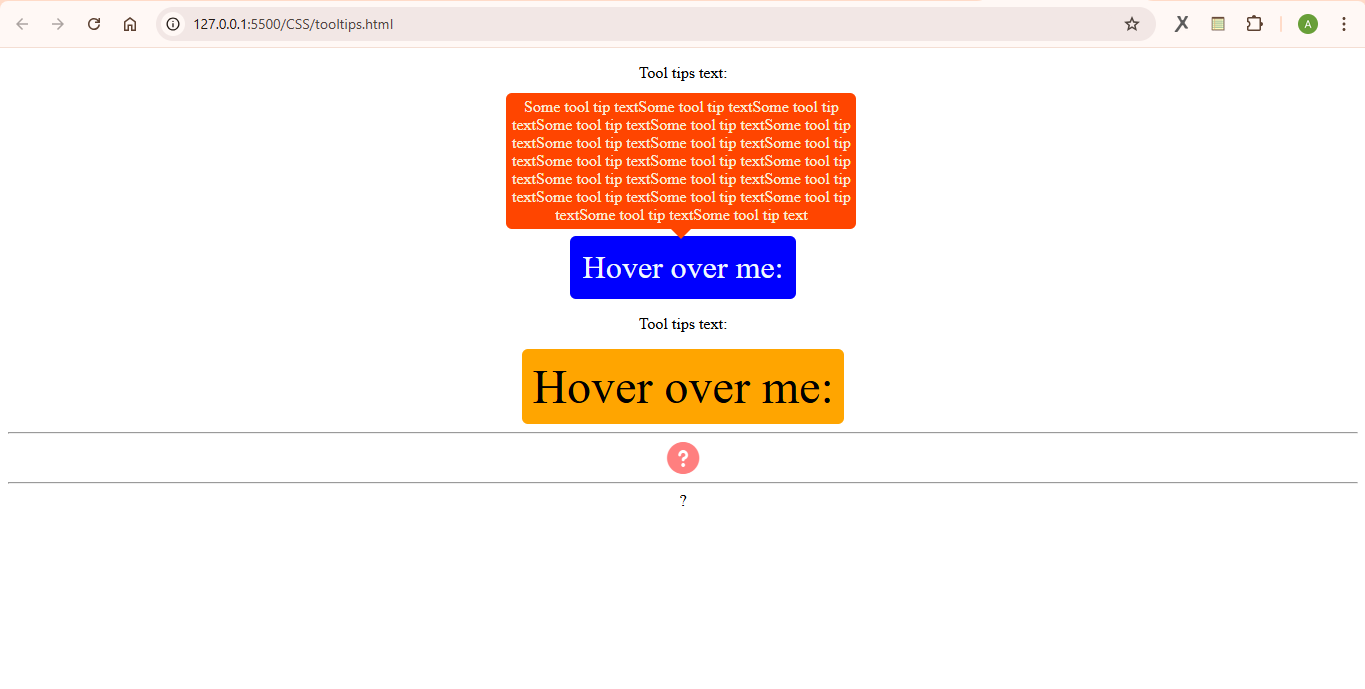 127.0.0.1:5500/CSS/tooltips.html
A
Tool tips text:
Some tool tip textSome tool tip textSome tool tip
textSome tool tip textSome tool tip textSome tool tip
textSome tool tip textSome tool tip textSome tool tip
textSome tool tip textSome tool tip textSome tool tip
textSome tool tip textSome tool tip textSome tool tip
textSome tool tip textSome tool tip textSome tool tip
textSome tool tip textSome tool tip text
Hover over me:
Tool tips text:
Hover over me:
?
?